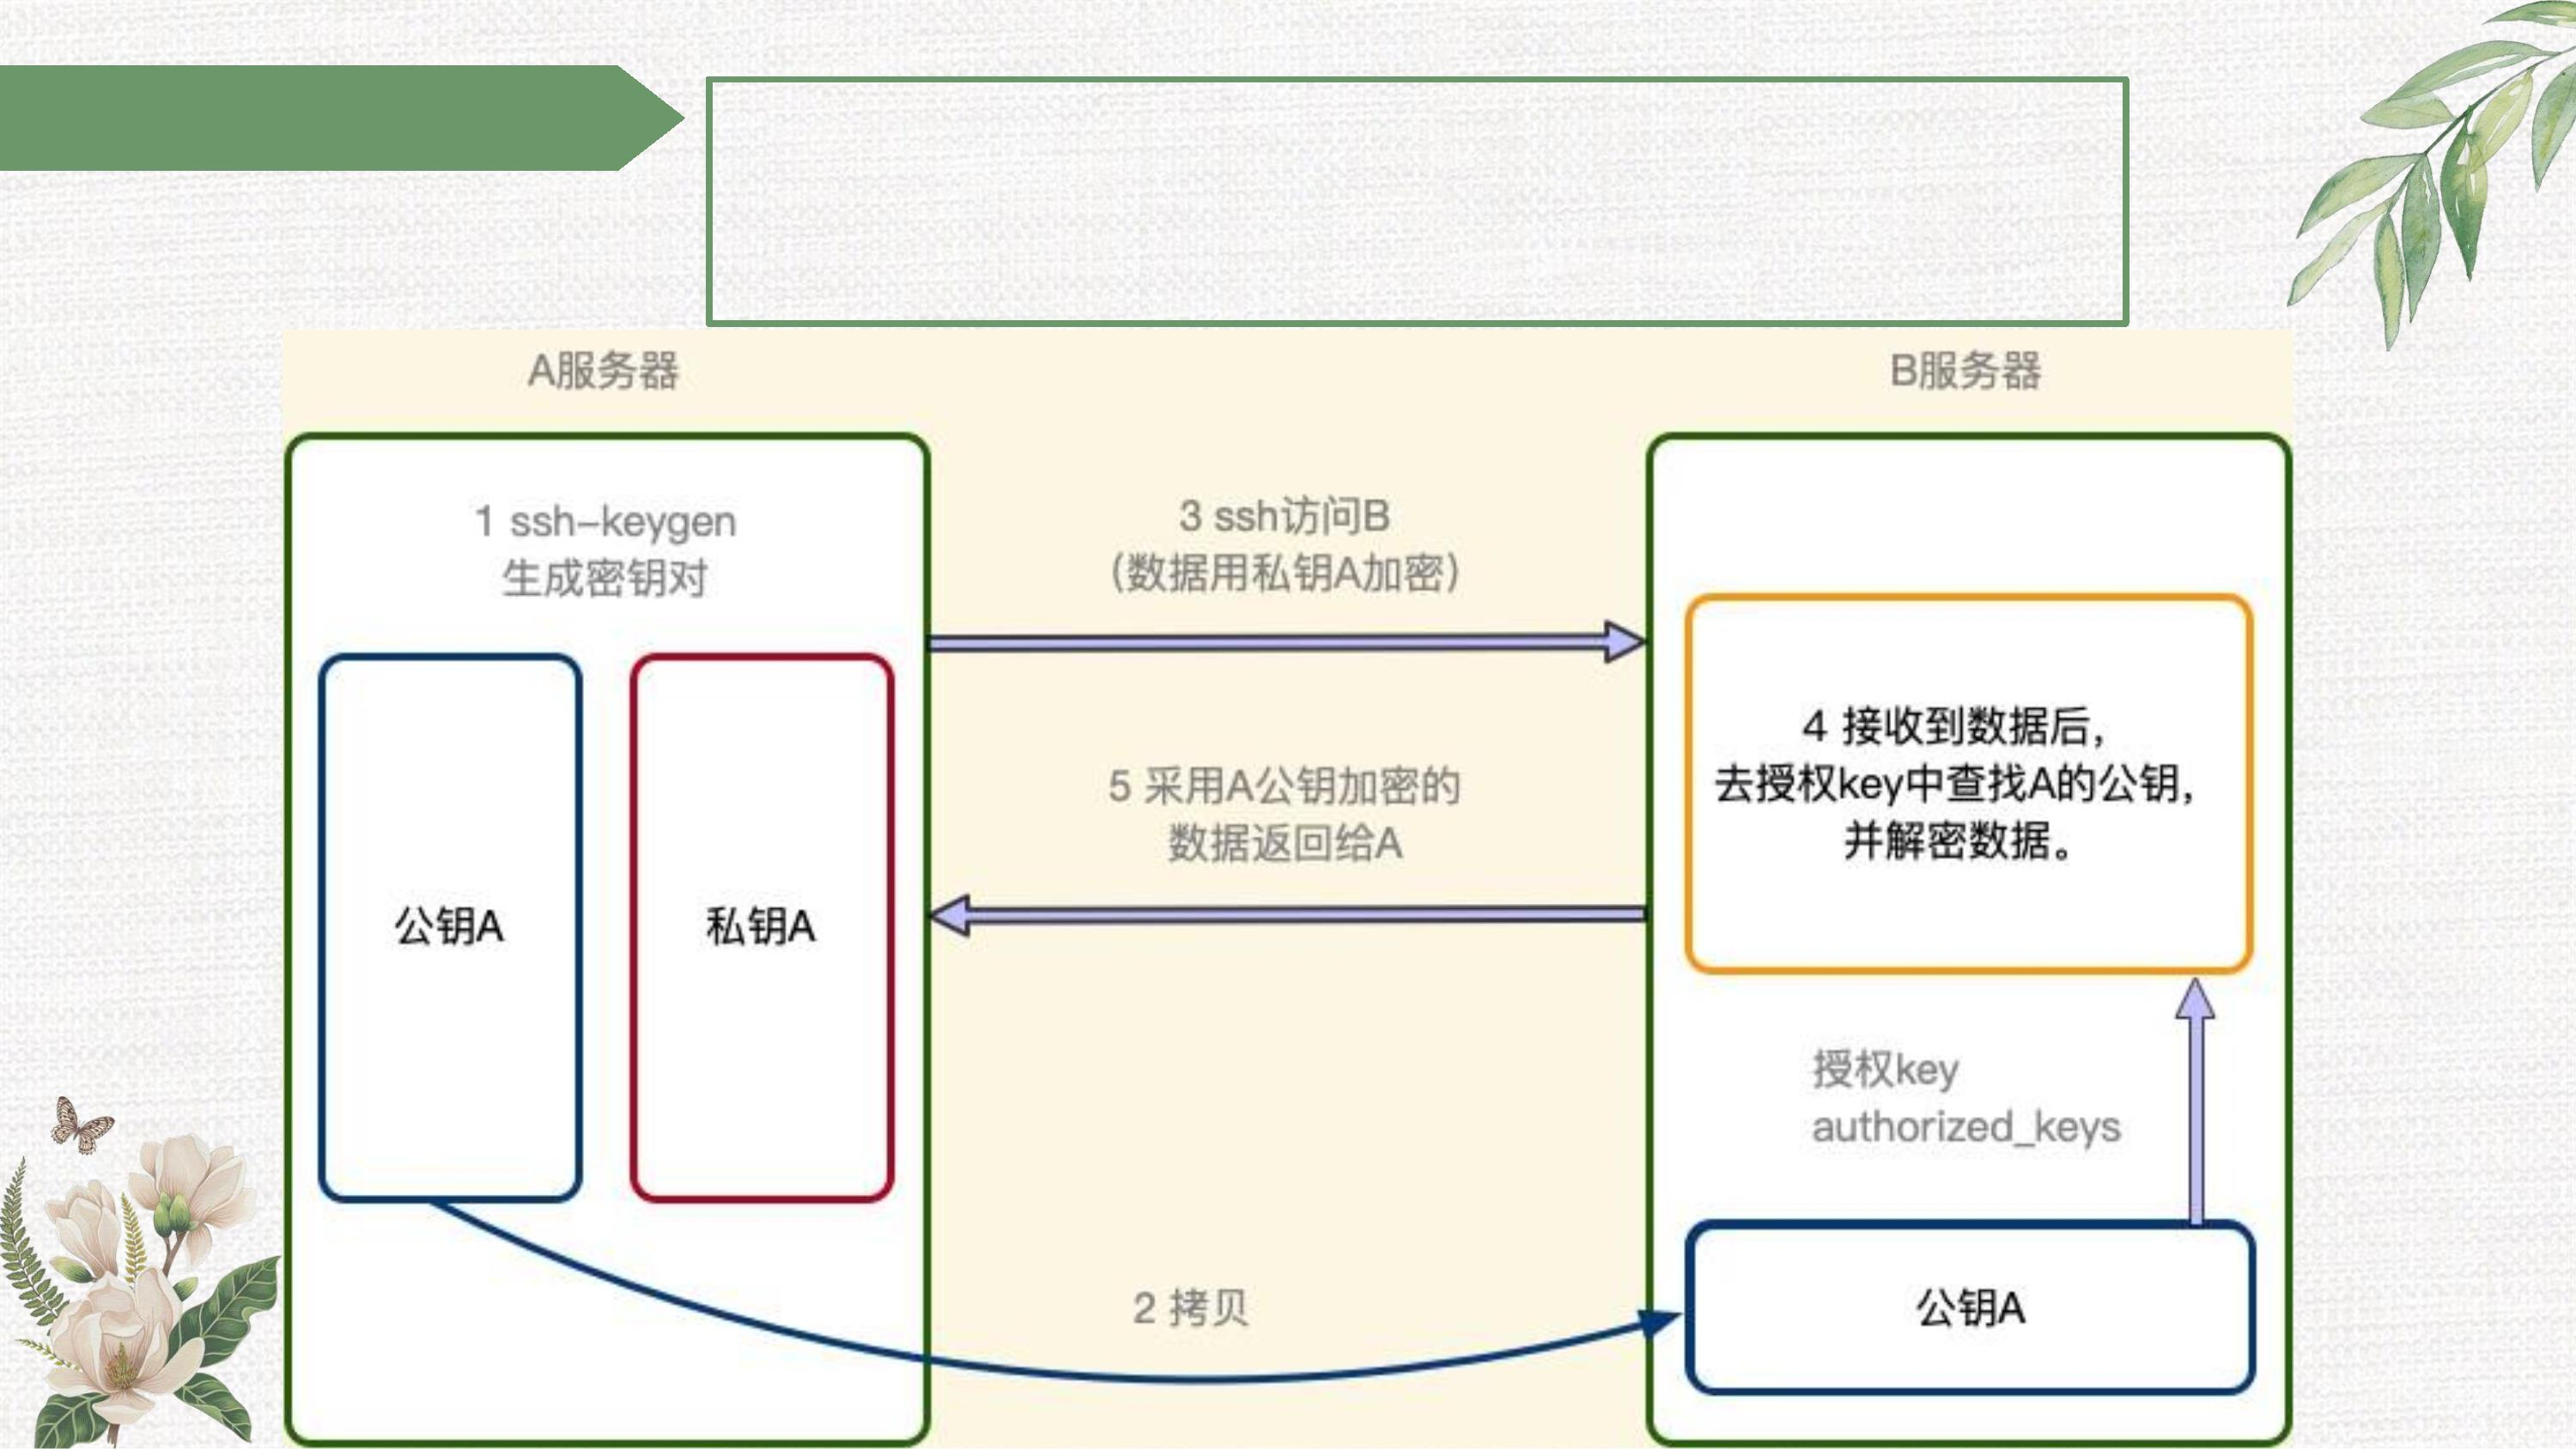 A服务器
B服务器
1 ssh-keygen
生成密钥对
公钥A
私钥A
3 ssh访问B
（数据用私钥A加密）
5 采用A公钥加密的
数据返回给A
2 拷贝
4 接收到数据后，
去授权key中查找A的公钥，
并解密数据。
授权key
authorized_keys
公钥A